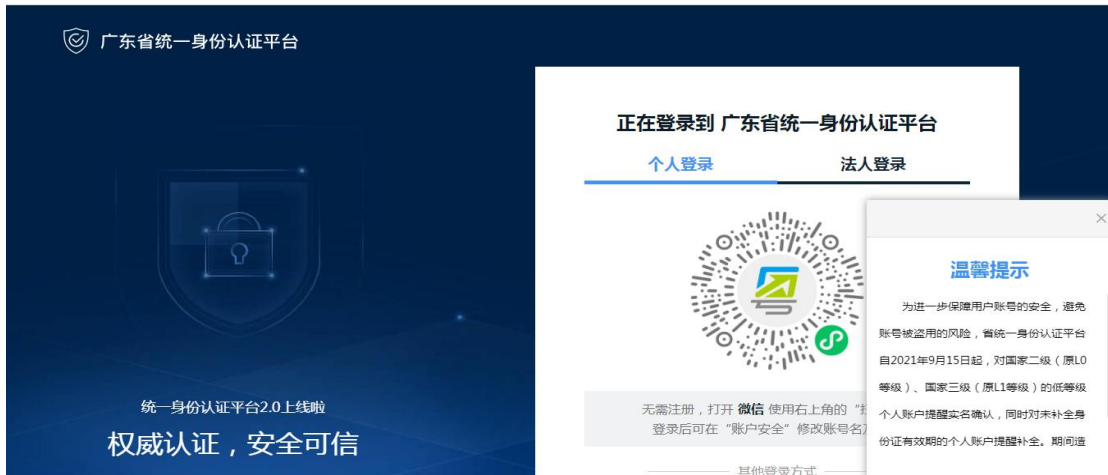 广东省统一身份认证平台
正在登录到 广东省统一身份认证平台
个人登录
法人登录
温馨提示
为进一步保障用户账号的安全，避免
账号被盗用的风险，省统一身份认证平台
自2021年9月15日起，对国家二级（原L0
等级）、国家三级（原L1等级）的低等级
个人账户提醒实名确认，同时对未补全身
份证有效期的个人账户提醒补全。期间造
无需注册，打开 微信 使用右上角的“
登录后可在“账户安全”修改账号名
其他登录方式
统一身份认证平台2.0上线啦
权威认证，安全可信